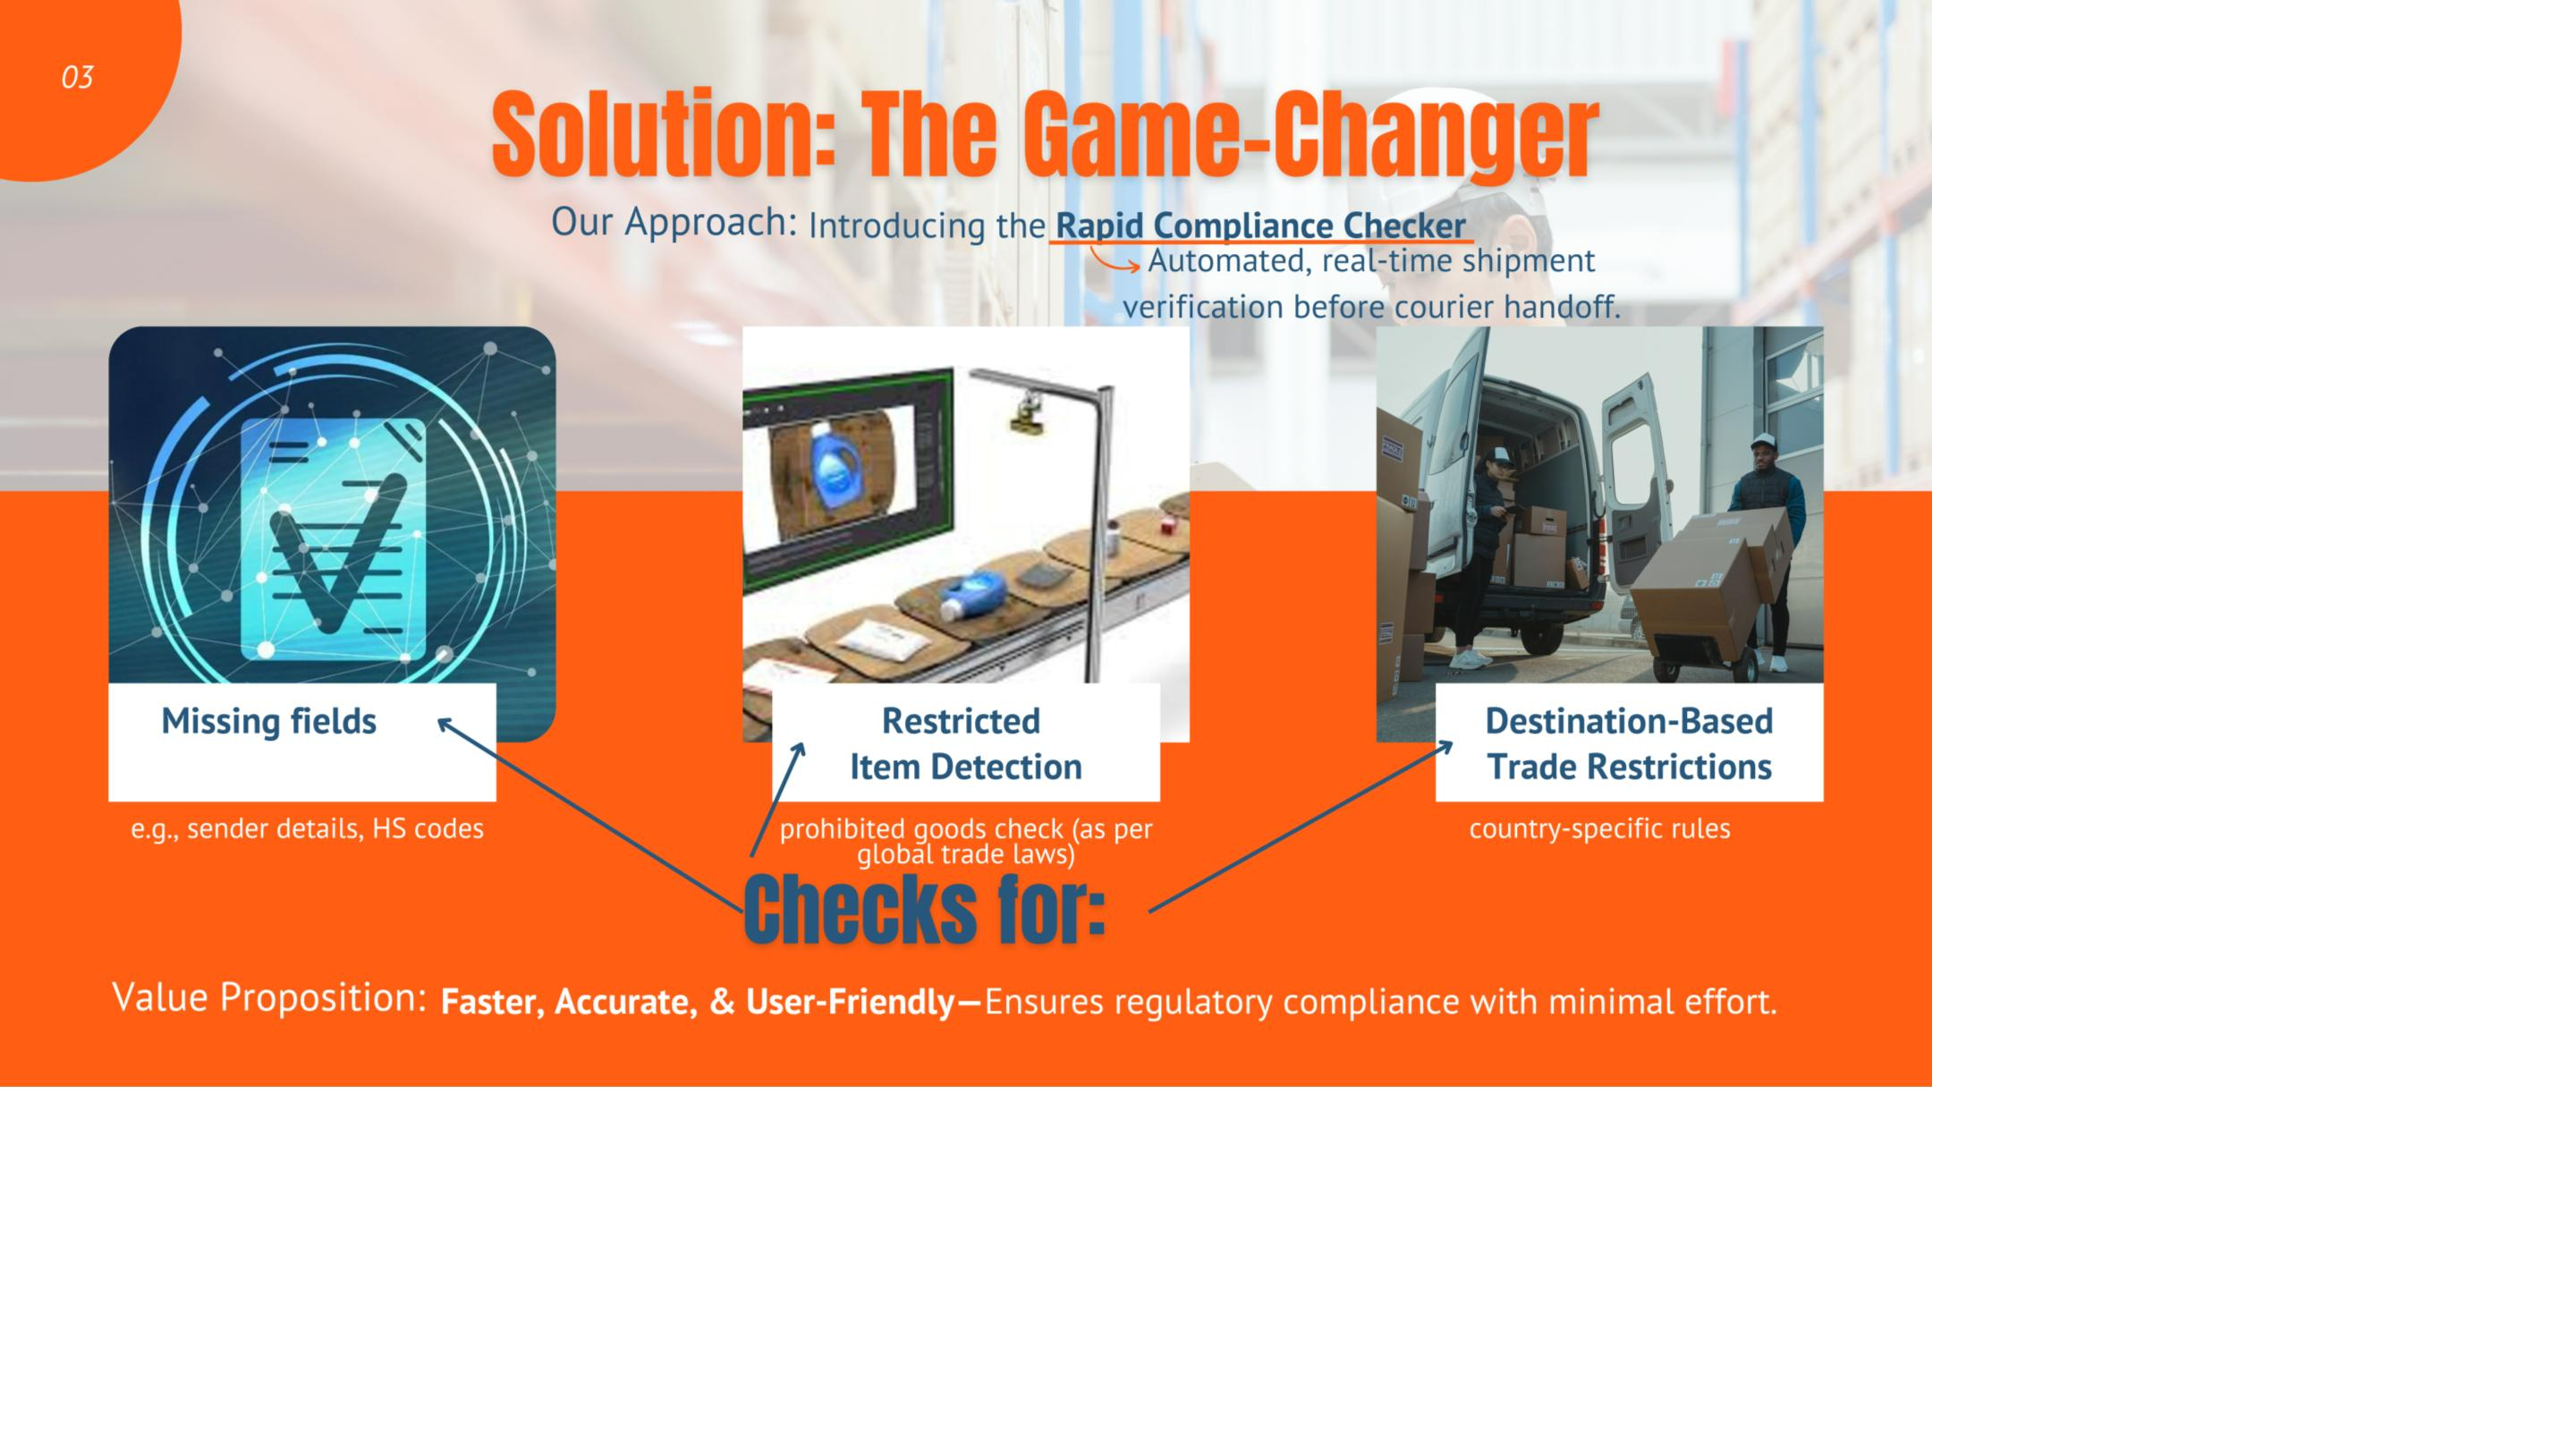 03
Solution: The Game-Changer
Our Approach: Introducing the Rapid Compliance Checker
Automated, real-time shipment
verification before courier handoff.
Missing fields
e.g., sender details, HS codes
Restricted
Item Detection
prohibited goods check (as per
global trade laws)
Destination-Based
Trade Restrictions
country-specific rules
Checks for:
Value Proposition: Faster, Accurate, & User-Friendly—Ensures regulatory compliance with minimal effort.